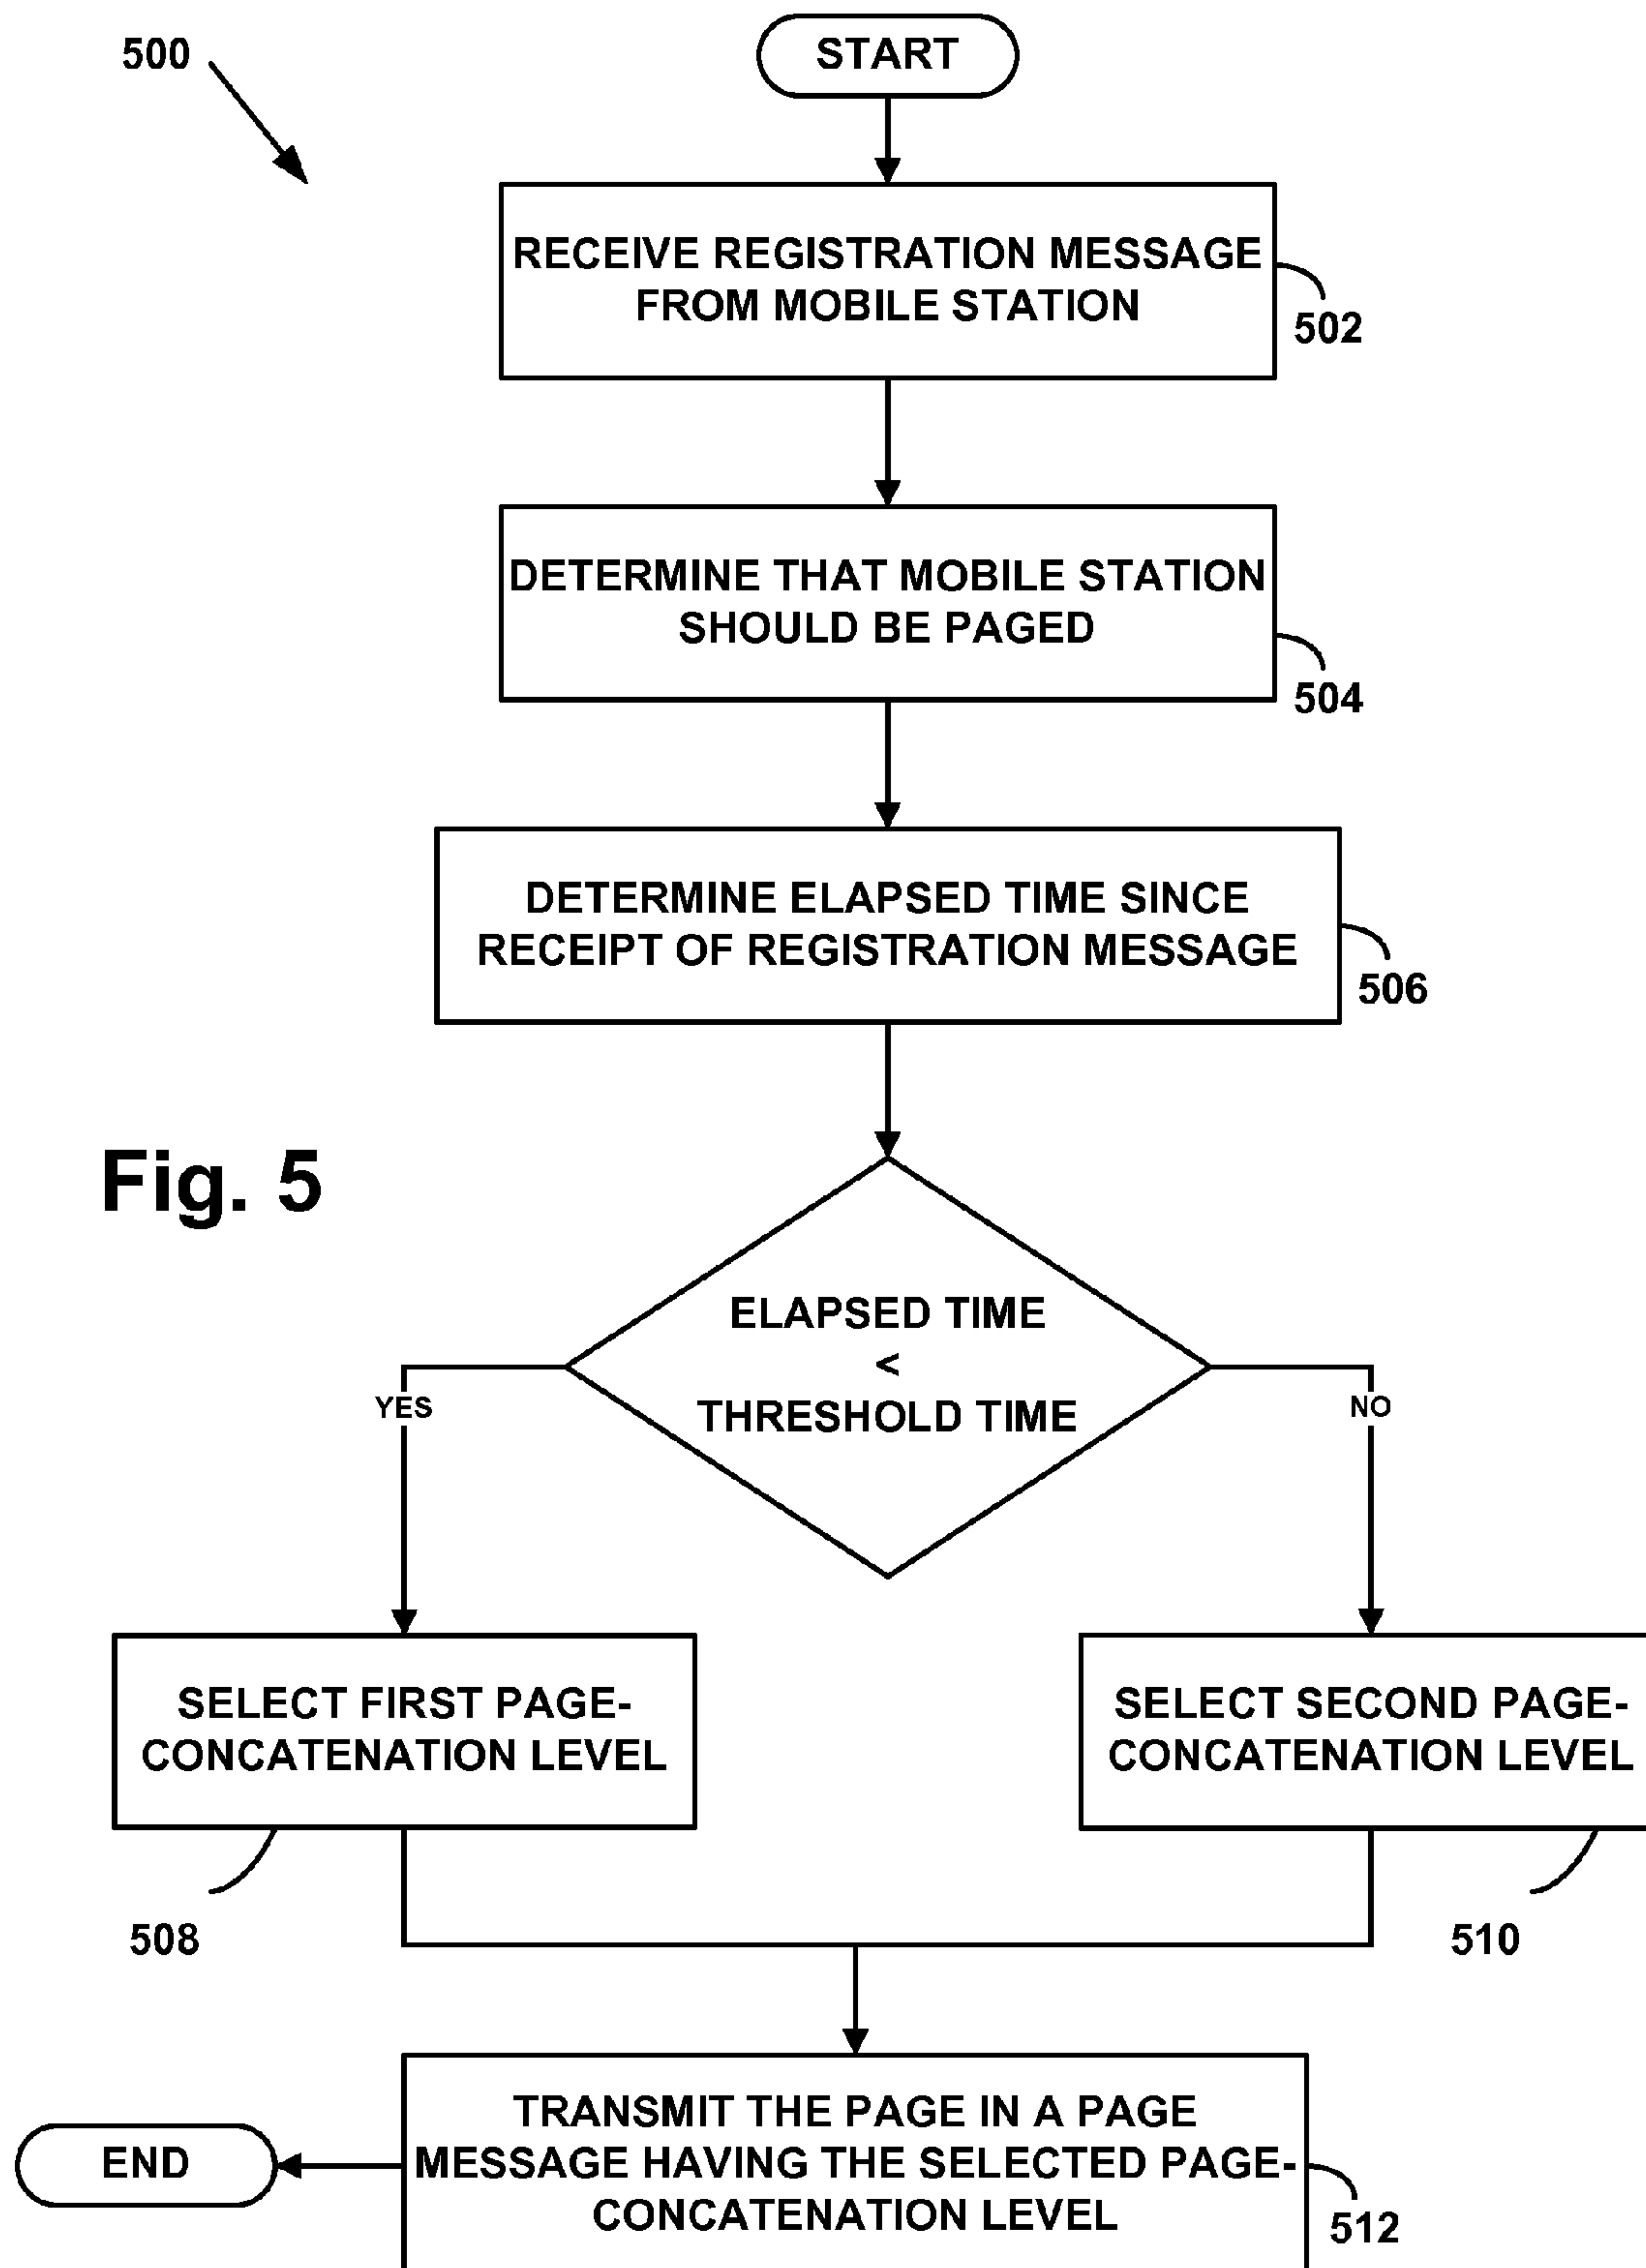 500
START
RECEIVE REGISTRATION MESSAGE
FROM MOBILE STATION
502
DETERMINE THAT MOBILE STATION
SHOULD BE PAGED
504
DETERMINE ELAPSED TIME SINCE
RECEIPT OF REGISTRATION MESSAGE
506
Fig. 5
ELAPSED TIME
<
THRESHOLD TIME
YES
NO
SELECT FIRST PAGE-
CONCATENATION LEVEL
508
SELECT SECOND PAGE-
CONCATENATION LEVEL
510
TRANSMIT THE PAGE IN A PAGE
MESSAGE HAVING THE SELECTED PAGE-
CONCATENATION LEVEL
512
END